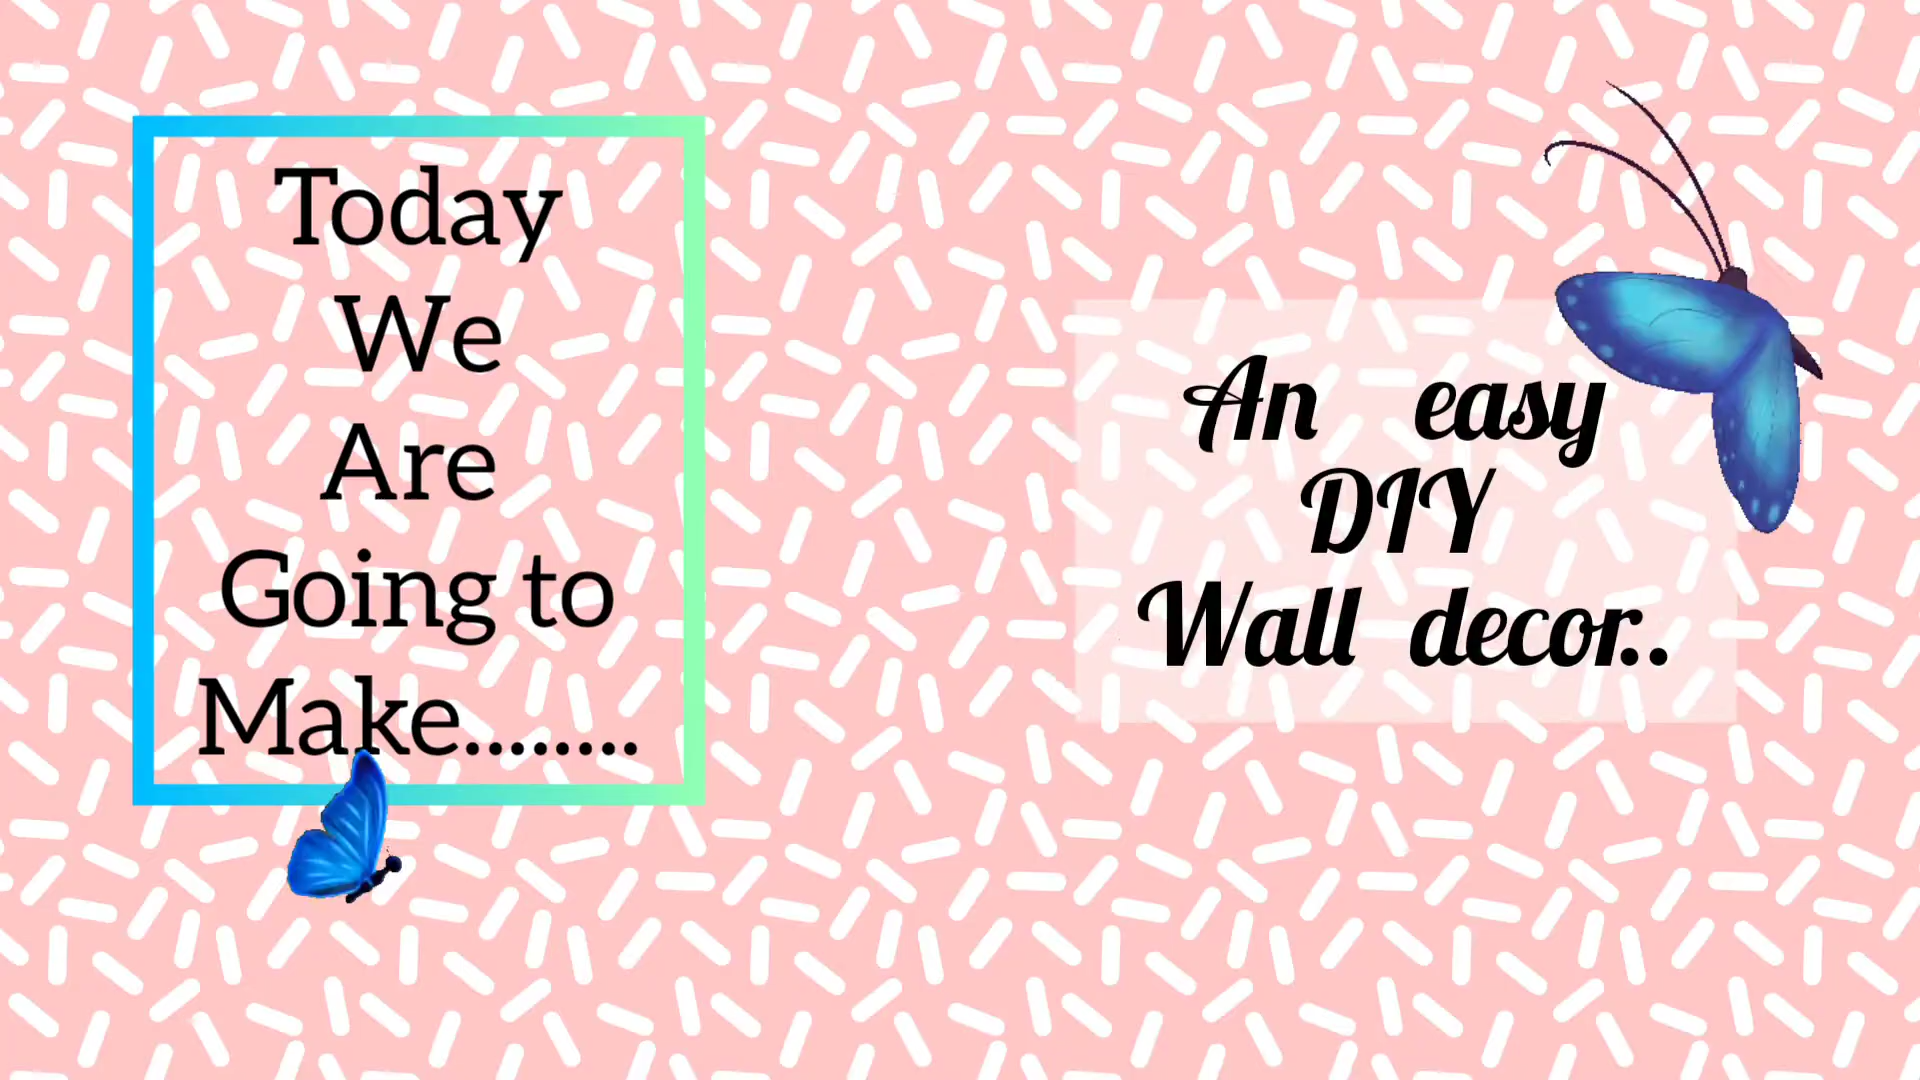 Today
We
Are
Going to
Make........
An easy
DIY
Wall decor..